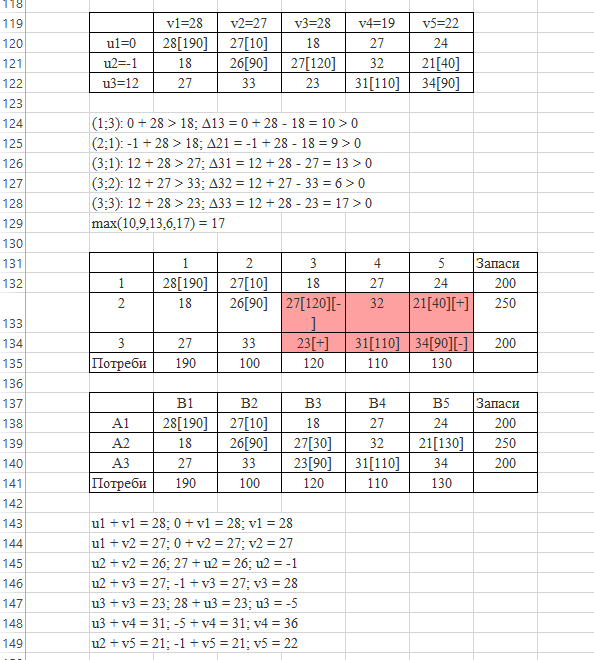 118
119 v1=28 v2=27 v3=28 v4=19 v5=22
120 u1=0 28[190] 27[10] 18 27 24
121 u2=-1 18 26[90] 27[120] 32 21[40]
122 u3=12 27 33 23 31[110] 34[90]
123
124 (1;3): 0 + 28 > 18; Δ13 = 0 + 28 - 18 = 10 > 0
125 (2;1): -1 + 28 > 18; Δ21 = -1 + 28 - 18 = 9 > 0
126 (3;1): 12 + 28 > 27; Δ31 = 12 + 28 - 27 = 13 > 0
127 (3;2): 12 + 27 > 33; Δ32 = 12 + 27 - 33 = 6 > 0
128 (3;3): 12 + 28 > 23; Δ33 = 12 + 28 - 23 = 17 > 0
129 max(10,9,13,6,17) = 17
130
131 1 2 3 4 5 Запаси
132 1 28[190] 27[10] 18 27 24 200
2 18 26[90] 27[120][- 32 21[40][+] 250
133 ]
134 3 27 33 23[+] 31[110] 34[90][-] 200
135 Потреби 190 100 120 110 130
136
137 B1 B2 B3 B4 B5 Запаси
138 A1 28[190] 27[10] 18 27 24 200
139 A2 18 26[90] 27[30] 32 21[130] 250
140 A3 27 33 23[90] 31[110] 34 200
141 Потреби 190 100 120 110 130
142
143 u1 + v1 = 28; 0 + v1 = 28; v1 = 28
144 u1 + v2 = 27; 0 + v2 = 27; v2 = 27
145 u2 + v2 = 26; 27 + u2 = 26; u2 = -1
146 u2 + v3 = 27; -1 + v3 = 27; v3 = 28
147 u3 + v3 = 23; 28 + u3 = 23; u3 = -5
148 u3 + v4 = 31; -5 + v4 = 31; v4 = 36
149 u2 + v5 = 21; -1 + v5 = 21; v5 = 22